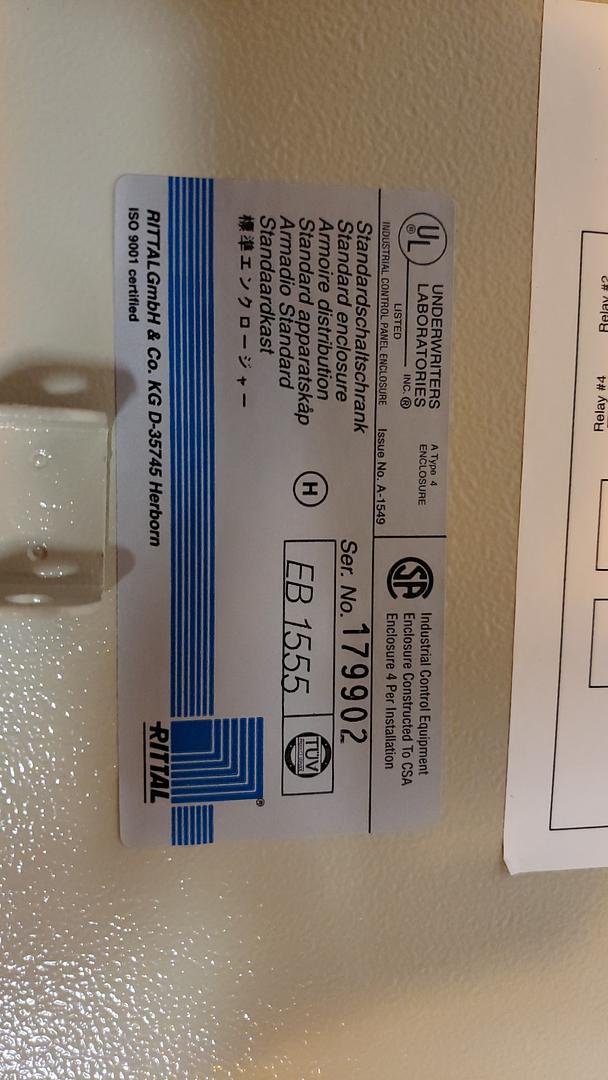 UL ®
UNDERWRITERS
LABORATORIES
INC. ®
LISTED
INDUSTRIAL CONTROL PANEL ENCLOSURE
A Type 4
ENCLOSURE
Issue No. A-1549
SA
Industrial Control Equipment
Enclosure Constructed To CSA
Enclosure 4 Per Installation
Standardschaltschrank
Standard enclosure
Armoire distribution
Standard apparatskåp
Armadio Standard
Standaardkast
標準エンクロージャー
H
Ser. No. 179902
EB 1555
TÜV
RITTAL GmbH & Co. KG D-35745 Herborn
ISO 9001 certified
®
RITTAL
Relay #4